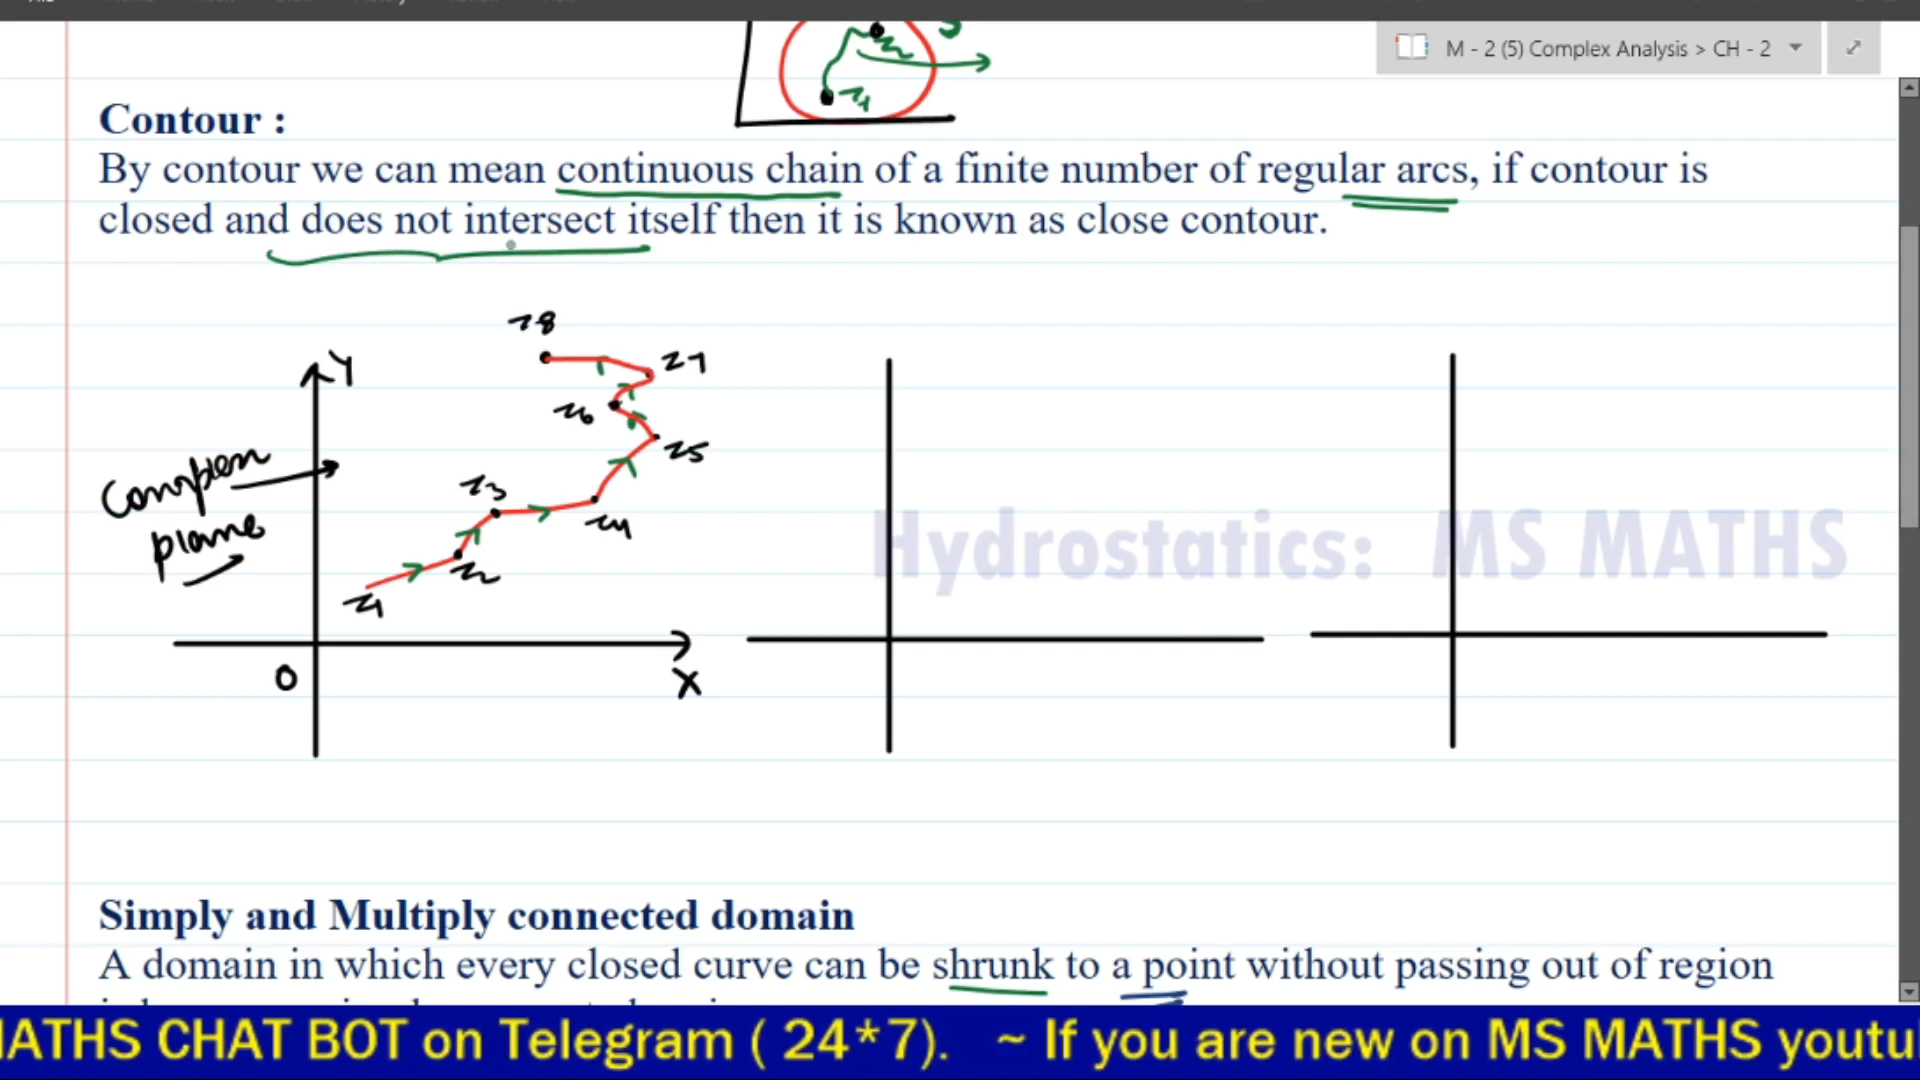 M - 2 (5) Complex Analysis > CH - 2
z2
z1
Contour :
By contour we can mean continuous chain of a finite number of regular arcs, if contour is
closed and does not intersect itself then it is known as close contour.
z8
Y
z7
z6
z5
Complex
z3
z4
plane
z2
z1
O
X
Hydrostatics: MS MATHS
Simply and Multiply connected domain
A domain in which every closed curve can be shrunk to a point without passing out of region
MATHS CHAT BOT on Telegram ( 24*7). ~ If you are new on MS MATHS youtu